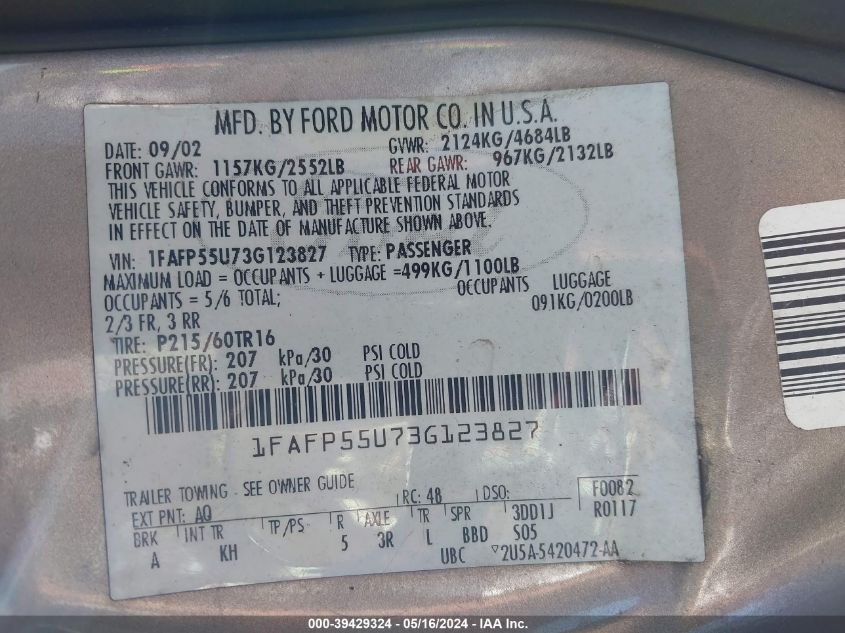 MFD. BY FORD MOTOR CO. IN U.S.A.
DATE: 09/02 GVWR: 2124KG/4684LB
FRONT GAWR: 1157KG/2552LB REAR GAWR: 967KG/2132LB
THIS VEHICLE CONFORMS TO ALL APPLICABLE FEDERAL MOTOR
VEHICLE SAFETY, BUMPER, AND THEFT PREVENTION STANDARDS
IN EFFECT ON THE DATE OF MANUFACTURE SHOWN ABOVE.
VIN: 1FAFP55U73G123827 TYPE: PASSENGER
MAXIMUM LOAD = OCCUPANTS + LUGGAGE =499KG/1100LB
OCCUPANTS = 5/6 TOTAL; OCCUPANTS LUGGAGE
2/3 FR, 3 RR 091KG/0200LB
TIRE: P215/60TR16
PRESSURE(FR): 207 kPa/30 PSI COLD
PRESSURE(RR): 207 kPa/30 PSI COLD
1FAFP55U73G123827
TRAILER TOWING - SEE OWNER GUIDE
EXT PNT: AQ RC: 48 DSO: F0082
BRK INT TR TP/PS R AXLE TR SPR 3DD1J R0117
A KH 5 3R L BBD S05
UBC ▽2U5A-5420472-AA
000-39429324 - 05/16/2024 - IAA Inc.